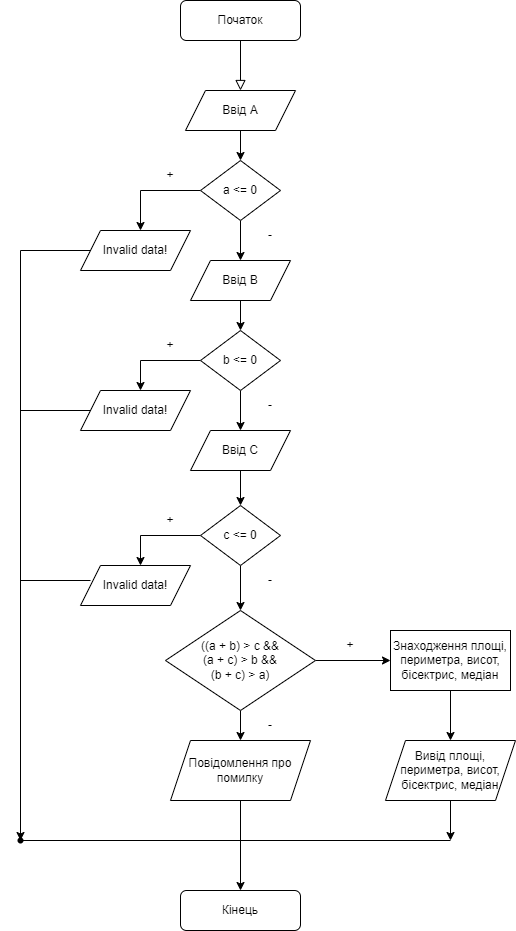 Початок
Ввід A
+
a <= 0
-
Invalid data!
Ввід B
+
b <= 0
-
Invalid data!
Ввід C
+
c <= 0
-
Invalid data!
((a + b) > c &&
(a + c) > b &&
(b + c) > a)
+
Знаходження площі,
периметра, висот,
бісектрис, медіан
-
Повідомлення про
помилку
Вивід площі,
периметра, висот,
бісектрис, медіан
Кінець